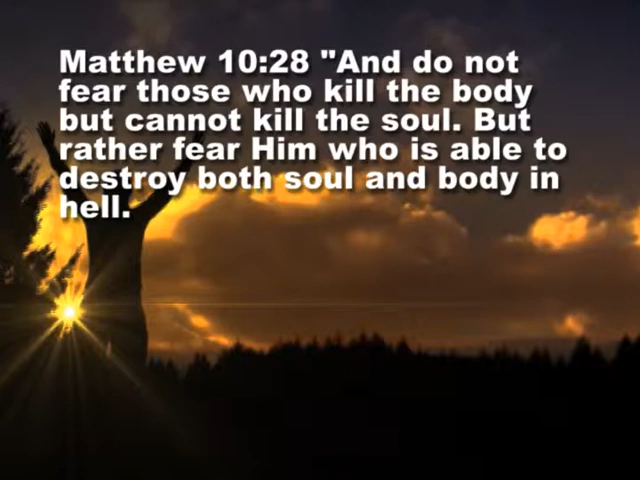 Matthew 10:28 "And do not
fear those who kill the body
but cannot kill the soul. But
rather fear Him who is able to
destroy both soul and body in
hell.